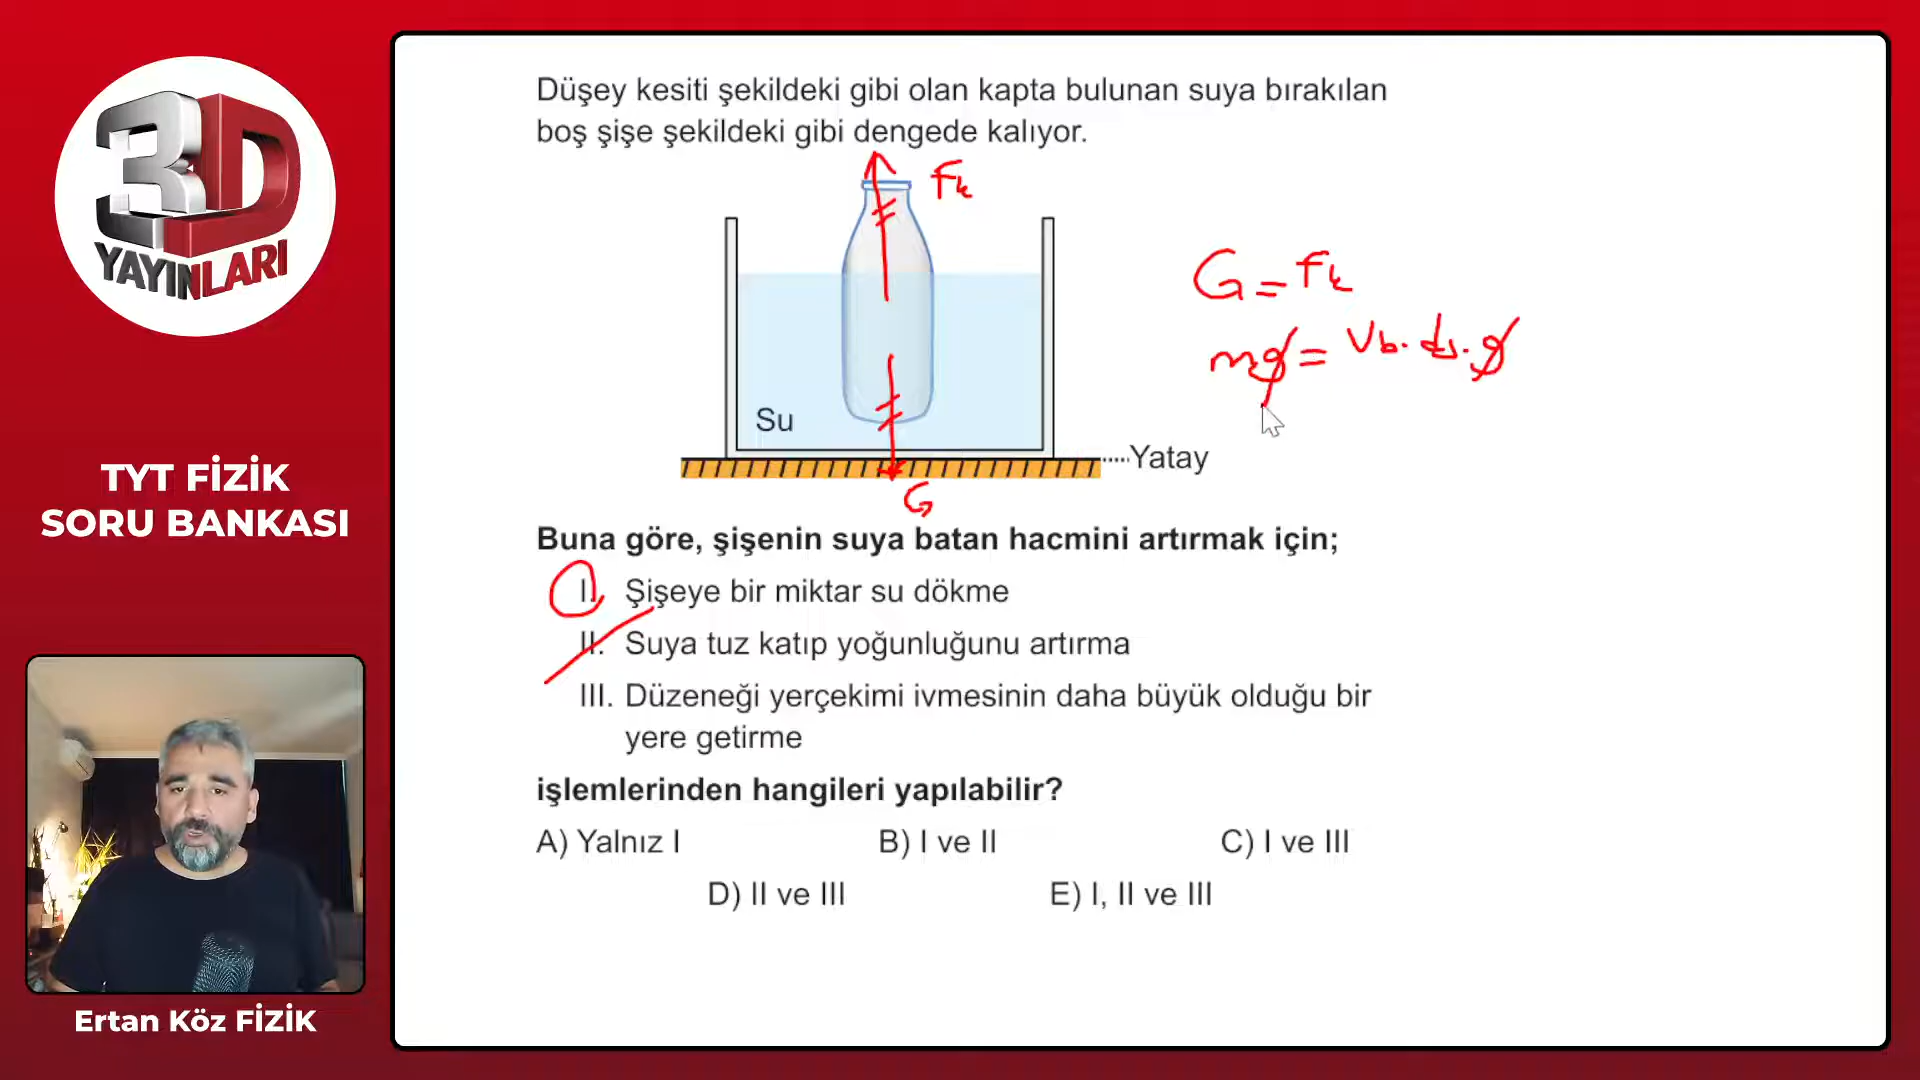 3D
YAYINLARI
TYT FİZİK
SORU BANKASI
Ertan Köz FİZİK
Düşey kesiti şekildeki gibi olan kapta bulunan suya bırakılan
boş şişe şekildeki gibi dengede kalıyor.
Fk
G = Fk
mg = Vb. ds. g
Su
Yatay
G
Buna göre, şişenin suya batan hacmini artırmak için;
I. Şişeye bir miktar su dökme
II. Suya tuz katıp yoğunluğunu artırma
III. Düzeneği yerçekimi ivmesinin daha büyük olduğu bir
yere getirme
işlemlerinden hangileri yapılabilir?
A) Yalnız I B) I ve II C) I ve III
D) II ve III E) I, II ve III